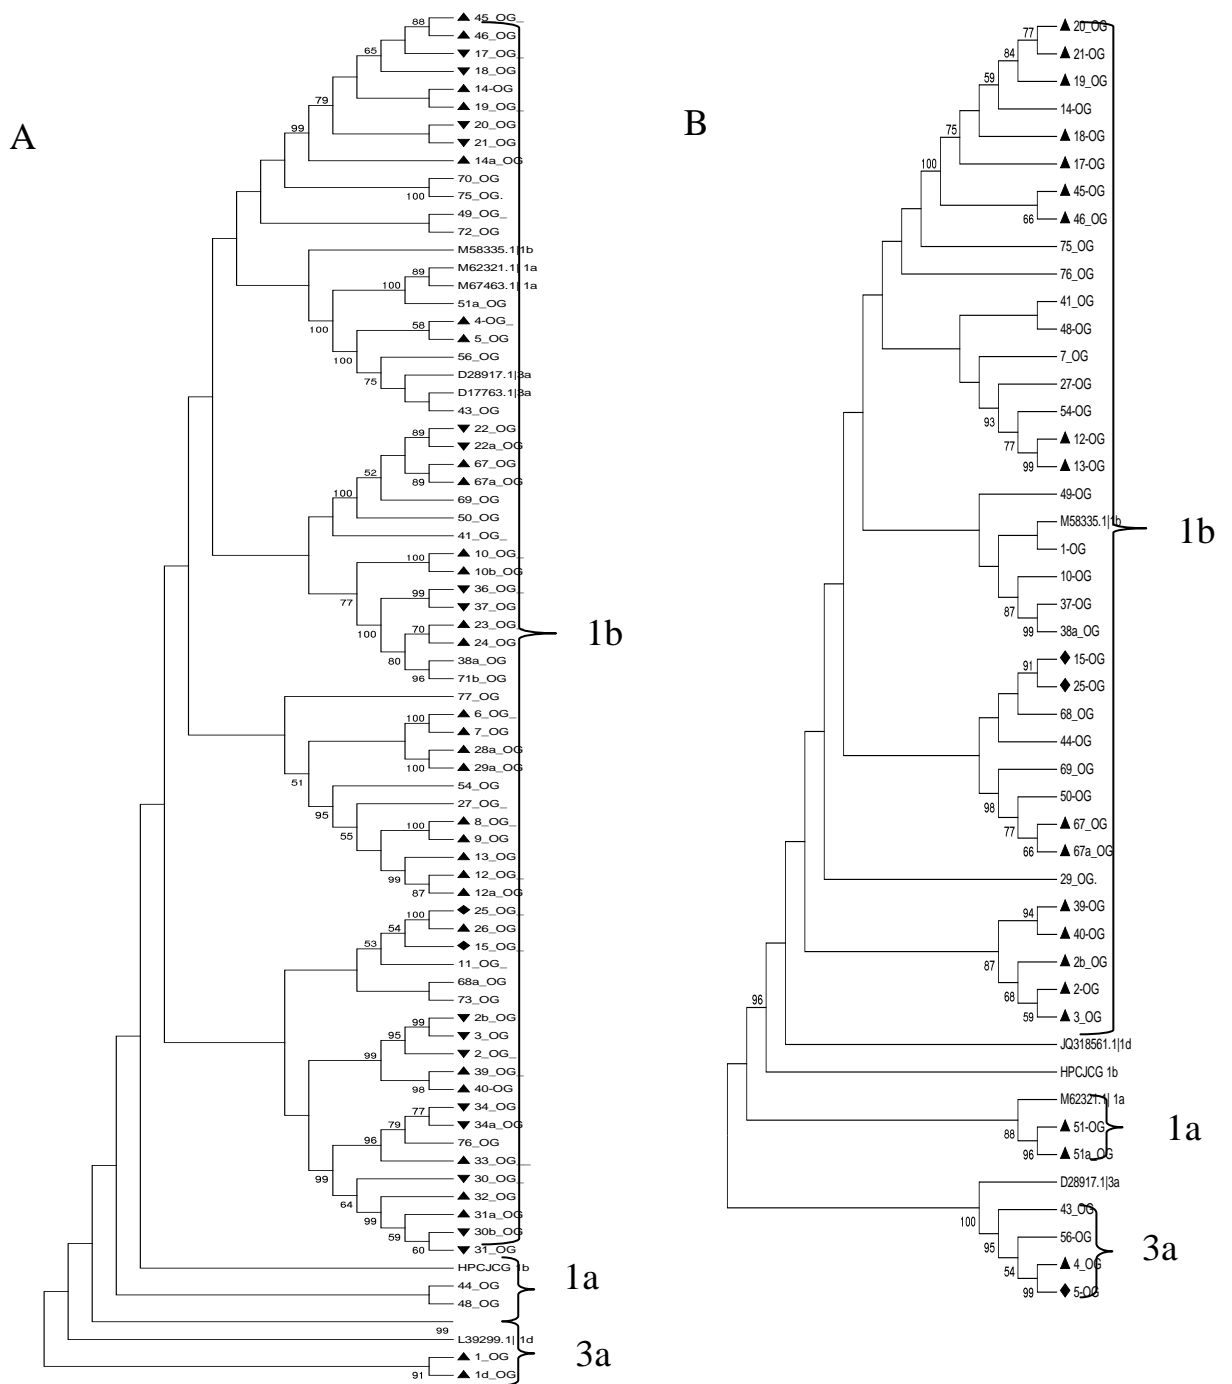 A
88
▲ 45_OG_
▲ 46_OG
65
▼ 17_OG_
▼ 18_OG
79
▲ 14-OG
▲ 19_OG_
99
▼ 20_OG
▼ 21_OG
▲ 14a_OG
70_OG
100
75_OG.
49_OG_
72_OG
M58335.1|1b
89
M62321.1| 1a
100
M67463.1| 1a
51a_OG
100
58
▲ 4-OG_
▲ 5_OG
100
56_OG
75
D28917.1|3a
D17763.1|3a
43_OG
89
▼ 22_OG
▼ 22a_OG
52
▲ 67_OG
89
▲ 67a_OG
100
69_OG
50_OG
41_OG_
100
▲ 10_OG_
▲ 10b_OG
77
99
▼ 36_OG_
▼ 37_OG
100
70
▲ 23_OG
▲ 24_OG
80
38a_OG
96
71b_OG
1b
77_OG
100
▲ 6_OG_
▲ 7_OG
51
▲ 28a_OG
100
▲ 29a_OG
54_OG
95
27_OG_
55
100
▲ 8_OG_
▲ 9_OG
▲ 13_OG
99
▲ 12_OG_
87
▲ 12a_OG
100
◆ 25_OG_
54
▲ 26_OG
53
◆ 15_OG_
11_OG_
68a_OG
73_OG
99
▼ 2b_OG
95
▼ 3_OG
99
▼ 2_OG_
▲ 39_OG_
98
▲ 40-OG
77
▼ 34_OG
79
▼ 34a_OG
96
76_OG
▲ 33_OG__
99
▼ 30_OG_
64
▲ 32_OG
99
▲ 31a_OG
59
▼ 30b_OG
60
▼ 31_OG
HPCJCG 1b
44_OG
48_OG
1a
99
L39299.1| 1d
▲ 1_OG
91
▲ 1d_OG
3a
B
77
▲ 20_OG
84
▲ 21-OG
59
▲ 19_OG
14-OG
75
▲ 18-OG
100
▲ 17-OG
▲ 45-OG
66
▲ 46_OG
75_OG
76_OG
41_OG
48-OG
7_OG
27-OG
93
54-OG
77
▲ 12-OG
99
▲ 13-OG
49-OG
M58335.1|1b
1-OG
10-OG
87
37-OG
99
38a_OG
1b
91
◆ 15-OG
◆ 25-OG
68_OG
44-OG
69_OG
98
50-OG
77
▲ 67_OG
66
▲ 67a_OG
29_OG.
94
▲ 39-OG
▲ 40-OG
87
▲ 2b_OG
68
▲ 2-OG
59
▲ 3_OG
96
JQ318561.1|1d
HPCJCG 1b
M62321.1| 1a
88
▲ 51-OG
96
▲ 51a_OG
1a
D28917.1|3a
100
43_OG
95
56-OG
54
▲ 4_OG
99
◆ 5-OG
3a